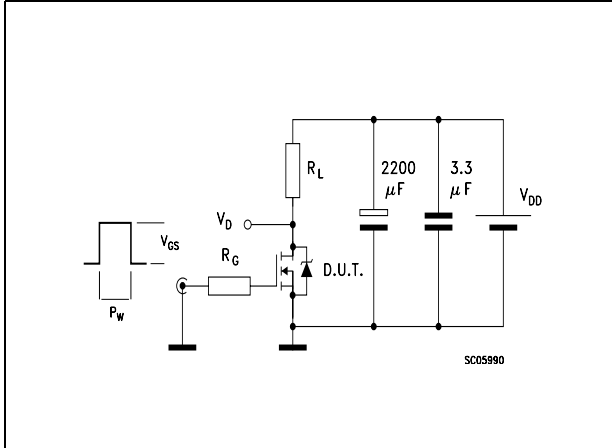 R_L
2200
μF
3.3
μF
V_DD
V_D
V_GS
R_G
D.U.T.
P_W
SC05990